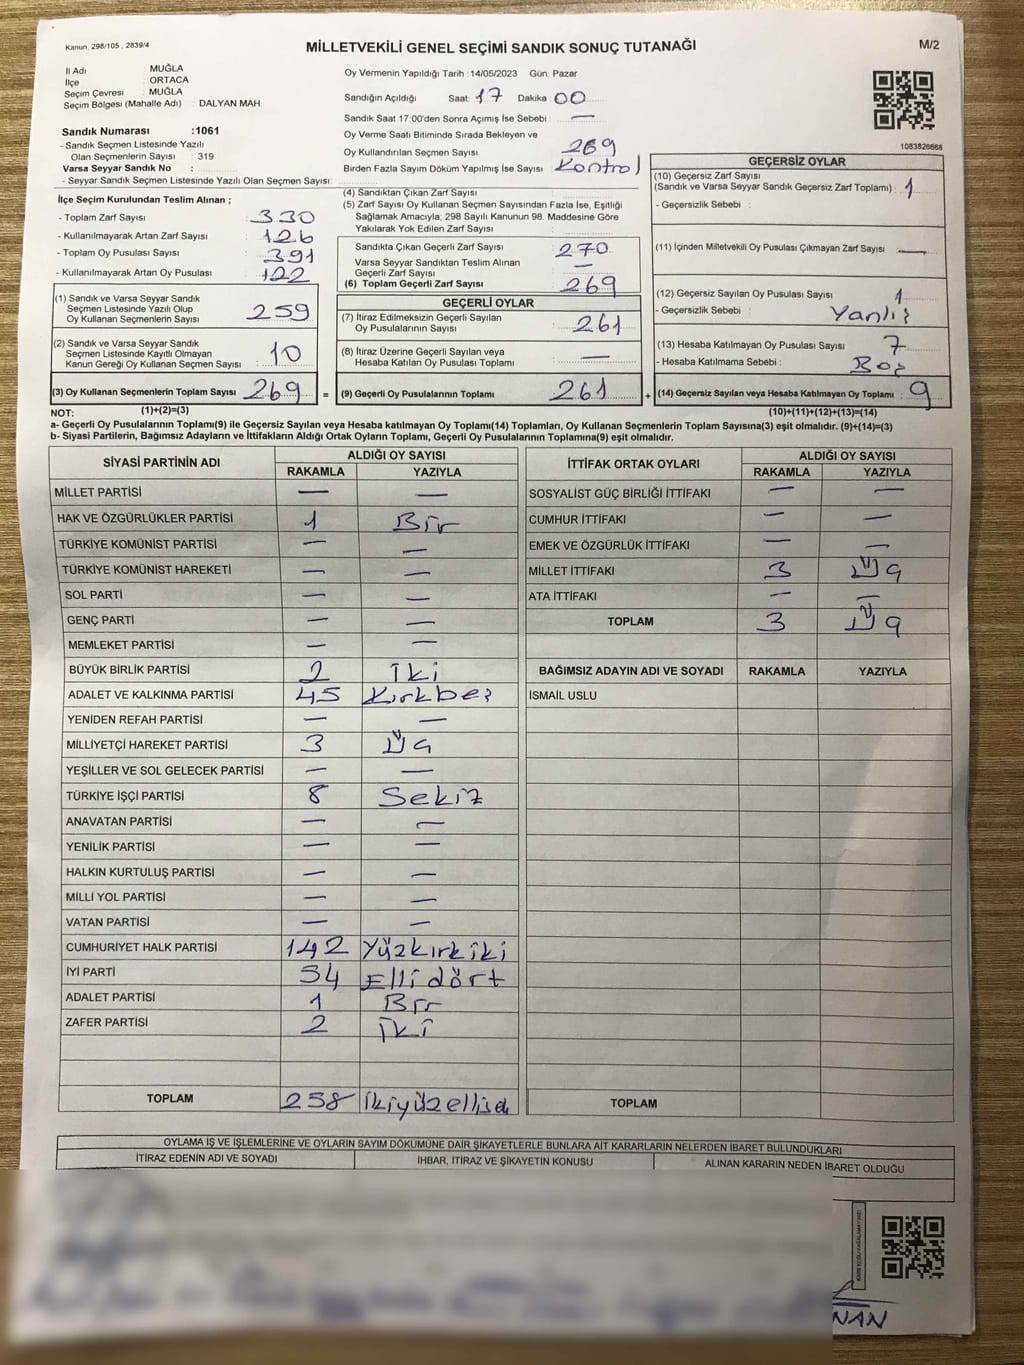 Kanun, 298/105 , 2839/4
MİLLETVEKİLİ GENEL SEÇİMİ SANDIK SONUÇ TUTANAĞI
M/2
İl Adı : MUĞLA
İlçe : ORTACA
Seçim Çevresi : MUĞLA
Seçim Bölgesi (Mahalle Adı) : DALYAN MAH
Sandık Numarası :1061
- Sandık Seçmen Listesinde Yazılı
Olan Seçmenlerin Sayısı : 319
Varsa Seyyar Sandık No :
- Seyyar Sandık Seçmen Listesinde Yazılı Olan Seçmen Sayısı:
Oy Vermenin Yapıldığı Tarih :14/05/2023 Gün: Pazar
Sandığın Açıldığı Saat 17 Dakika 00
Sandık Saat 17:00'den Sonra Açımış İse Sebebi : —
Oy Verme Saati Bitiminde Sırada Bekleyen ve
Oy Kullandırılan Seçmen Sayısı 269
Birden Fazla Sayım Döküm Yapılmış İse Sayısı Kontrol
1083826668
İlçe Seçim Kurulundan Teslim Alınan ;
- Toplam Zarf Sayısı : 330
- Kullanılmayarak Artan Zarf Sayısı : 126
- Toplam Oy Pusulası Sayısı : 391
- Kullanılmayarak Artan Oy Pusulası : 122
(1) Sandık ve Varsa Seyyar Sandık
Seçmen Listesinde Yazılı Olup
Oy Kullanan Seçmenlerin Sayısı : 259
(2) Sandık ve Varsa Seyyar Sandık
Seçmen Listesinde Kayıtlı Olmayan
Kanun Gereği Oy Kullanan Seçmen Sayısı : 10
(3) Oy Kullanan Seçmenlerin Toplam Sayısı : 269 =
(4) Sandıktan Çıkan Zarf Sayısı :
(5) Zarf Sayısı Oy Kullanan Seçmen Sayısından Fazla İse, Eşitliği
Sağlamak Amacıyla; 298 Sayılı Kanunun 98. Maddesine Göre
Yakılarak Yok Edilen Zarf Sayısı :
Sandıkta Çıkan Geçerli Zarf Sayısı : 270
Varsa Seyyar Sandıktan Teslim Alınan
Geçerli Zarf Sayısı : —
(6) Toplam Geçerli Zarf Sayısı : 269
GEÇERLİ OYLAR
(7) İtiraz Edilmeksizin Geçerli Sayılan
Oy Pusulalarının Sayısı : 261
(8) İtiraz Üzerine Geçerli Sayılan veya
Hesaba Katılan Oy Pusulası Toplamı : —
(9) Geçerli Oy Pusulalarının Toplamı : 261 +
GEÇERSİZ OYLAR
(10) Geçersiz Zarf Sayısı
(Sandık ve Varsa Seyyar Sandık Geçersiz Zarf Toplamı) : 1
- Geçersizlik Sebebi :
(11) İçinden Milletvekili Oy Pusulası Çıkmayan Zarf Sayısı : —
(12) Geçersiz Sayılan Oy Pusulası Sayısı : 1
- Geçersizlik Sebebi : Yanlış
(13) Hesaba Katılmayan Oy Pusulası Sayısı : 7
- Hesaba Katılmama Sebebi : Boş
(14) Geçersiz Sayılan veya Hesaba Katılmayan Oy Toplamı : 9
NOT: (1)+(2)=(3)
(10)+(11)+(12)+(13)=(14)
a- Geçerli Oy Pusulalarının Toplamı(9) ile Geçersiz Sayılan veya Hesaba katılmayan Oy Toplamı(14) Toplamları, Oy Kullanan Seçmenlerin Toplam Sayısına(3) eşit olmalıdır. (9)+(14)=(3)
b- Siyasi Partilerin, Bağımsız Adayların ve İttifakların Aldığı Ortak Oyların Toplamı, Geçerli Oy Pusulalarının Toplamına(9) eşit olmalıdır.
SİYASİ PARTİNİN ADI ALDIĞI OY SAYISI
RAKAMLA YAZIYLA
MİLLET PARTİSİ — —
HAK VE ÖZGÜRLÜKLER PARTİSİ 1 Bir
TÜRKİYE KOMÜNİST PARTİSİ — —
TÜRKİYE KOMÜNİST HAREKETİ — —
SOL PARTİ — —
GENÇ PARTİ — —
MEMLEKET PARTİSİ — —
BÜYÜK BİRLİK PARTİSİ 2 İki
ADALET VE KALKINMA PARTİSİ 45 Kırkbeş
YENİDEN REFAH PARTİSİ — —
MİLLİYETÇİ HAREKET PARTİSİ 3 Üç
YEŞİLLER VE SOL GELECEK PARTİSİ — —
TÜRKİYE İŞÇİ PARTİSİ 8 Sekiz
ANAVATAN PARTİSİ — —
YENİLİK PARTİSİ — —
HALKIN KURTULUŞ PARTİSİ — —
MİLLİ YOL PARTİSİ — —
VATAN PARTİSİ — —
CUMHURİYET HALK PARTİSİ 142 Yüzkırkiki
İYİ PARTİ 54 Ellidört
ADALET PARTİSİ 1 Bir
ZAFER PARTİSİ 2 iki
TOPLAM 258 ikiyüzellise
İTTİFAK ORTAK OYLARI ALDIĞI OY SAYISI
RAKAMLA YAZIYLA
SOSYALİST GÜÇ BİRLİĞİ İTTİFAKI — —
CUMHUR İTTİFAKI — —
EMEK VE ÖZGÜRLÜK İTTİFAKI — —
MİLLET İTTİFAKI 3 Üç
ATA İTTİFAKI — —
TOPLAM 3 Üç
BAĞIMSIZ ADAYIN ADI VE SOYADI RAKAMLA YAZIYLA
İSMAİL USLU
TOPLAM
OYLAMA İŞ VE İŞLEMLERİNE VE OYLARIN SAYIM DÖKÜMÜNE DAİR ŞİKAYETLERLE BUNLARA AİT KARARLARIN NELERDEN İBARET BULUNDUKLARI
İTİRAZ EDENİN ADI VE SOYADI İHBAR, İTİRAZ VE ŞİKAYETİN KONUSU ALINAN KARARIN NEDEN İBARET OLDUĞU